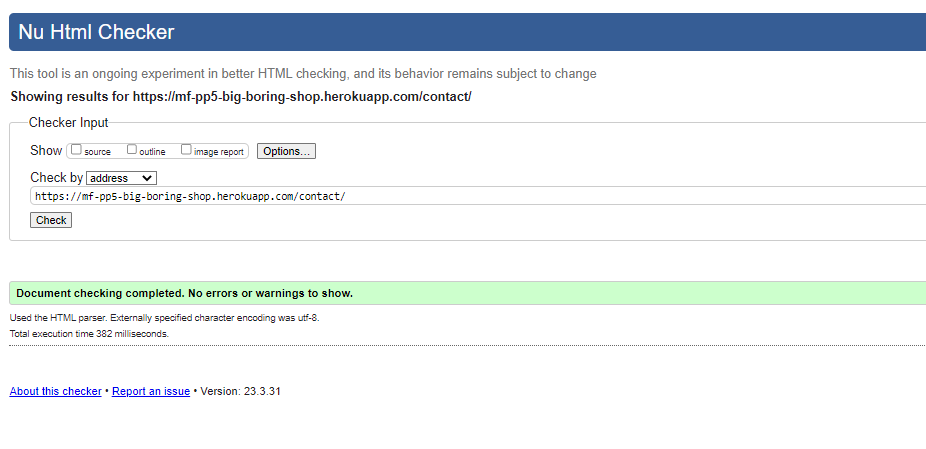 Nu Html Checker
This tool is an ongoing experiment in better HTML checking, and its behavior remains subject to change
Showing results for https://mf-pp5-big-boring-shop.herokuapp.com/contact/
Checker Input
Show source outline image report Options...
Check by address
https://mf-pp5-big-boring-shop.herokuapp.com/contact/
Check
Document checking completed. No errors or warnings to show.
Used the HTML parser. Externally specified character encoding was utf-8.
Total execution time 382 milliseconds.
About this checker • Report an issue • Version: 23.3.31